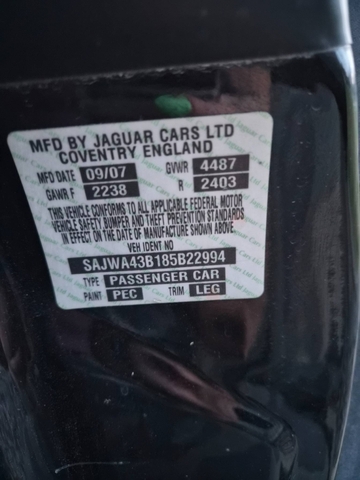 MFD BY JAGUAR CARS LTD
COVENTRY ENGLAND
MFD DATE 09/07 GVWR 4487
GAWR F 2238 R 2403
THIS VEHICLE CONFORMS TO ALL APPLICABLE FEDERAL MOTOR
VEHICLE SAFETY BUMPER AND THEFT PREVENTION STANDARDS
IN EFFECT ON THE DATE OF MANUFACTURE SHOWN ABOVE.
VEH IDENT NO
SAJWA43B185B22994
TYPE PASSENGER CAR
PAINT PEC TRIM LEG